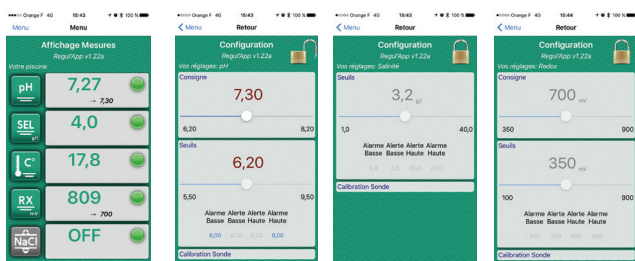 Orange F 4G 15:43 100 %
Menu Menu
Affichage Mesures
Regul'App v1.22a
Votre piscine
pH 7,27
→ 7,30
SEL 4,0
g/l
C° 17,8
RX 809
mV → 700
NaCl OFF
Orange F 4G 15:43 100 %
Menu Retour
Configuration
Regul'App v1.22a
Vos réglages: pH
Consigne
7,30
6,20 8,20
Seuils
6,20
5,50 9,50
Alarme Alerte Alerte Alarme
Basse Basse Haute Haute
6,00 6,20 8,30 9,00
Orange F 4G 15:43 100 %
Menu Retour
Configuration
Regul'App v1.22a
Vos réglages: Salinité
Seuils
3,2 g/l
1,0 40,0
Alarme Alerte Alerte Alarme
Basse Basse Haute Haute
Calibration Sonde
Orange F 4G 15:44 100 %
Menu Retour
Configuration
Regul'App v1.22a
Vos réglages: Redox
Consigne
700 mV
350 900
Seuils
350 mV
100 900
Alarme Alerte Alerte Alarme
Basse Basse Haute Haute
Calibration Sonde